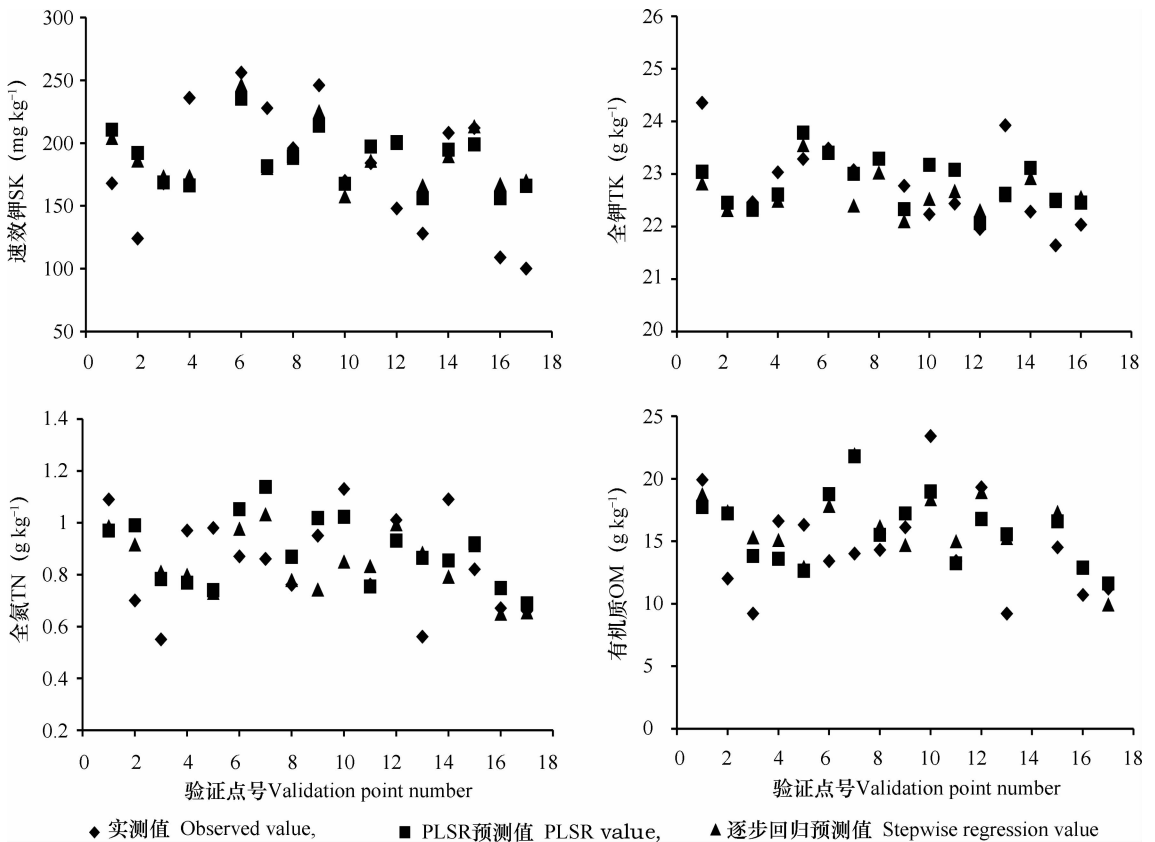 300
250
200
150
100
50
速效钾SK (mg kg⁻¹)
0 2 4 6 8 10 12 14 16 18
26
25
24
23
22
21
20
全钾TK (g kg⁻¹)
0 2 4 6 8 10 12 14 16 18
1.4
1.2
1
0.8
0.6
0.4
0.2
全氮TN (g kg⁻¹)
0 2 4 6 8 10 12 14 16 18
验证点号Validation point number
25
20
15
10
5
0
有机质OM (g kg⁻¹)
0 2 4 6 8 10 12 14 16 18
验证点号Validation point number
◆ 实测值 Observed value, ■ PLSR预测值 PLSR value, ▲ 逐步回归预测值 Stepwise regression value